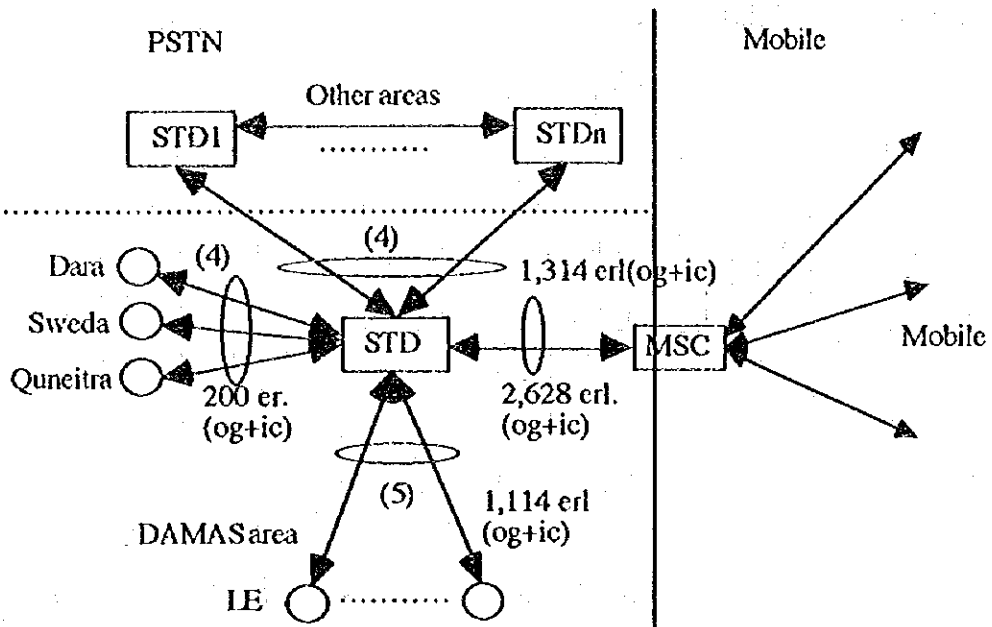 PSTN
Mobile
Other areas
STD1
STDn
............
(4)
(4)
Dara
Sweda
Quneitra
1,314 erl(og+ic)
STD
MSC
Mobile
200 er.
(og+ic)
2,628 erl.
(og+ic)
(5)
1,114 erl
(og+ic)
DAMAS area
LE